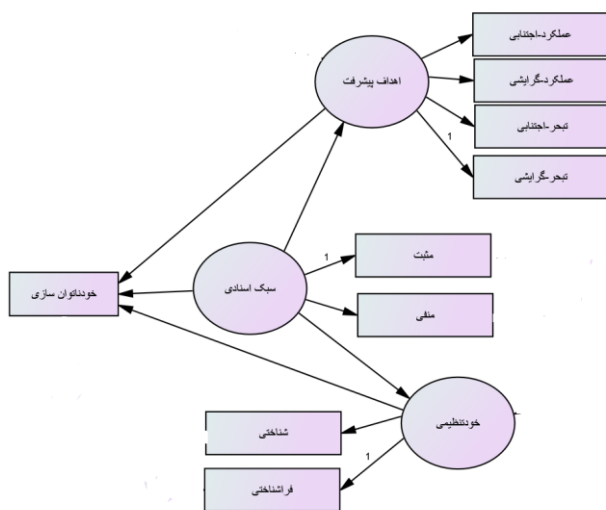 عملکرد-اجتنابی
عملکرد-گرایشی
اهداف پیشرفت
تبحر-اجتنابی
1
تبحر-گرایشی
مثبت
1
سبک اسنادی
خودناتوان سازی
منفی
خودتنظیمی
شناختی
1
فراشناختی